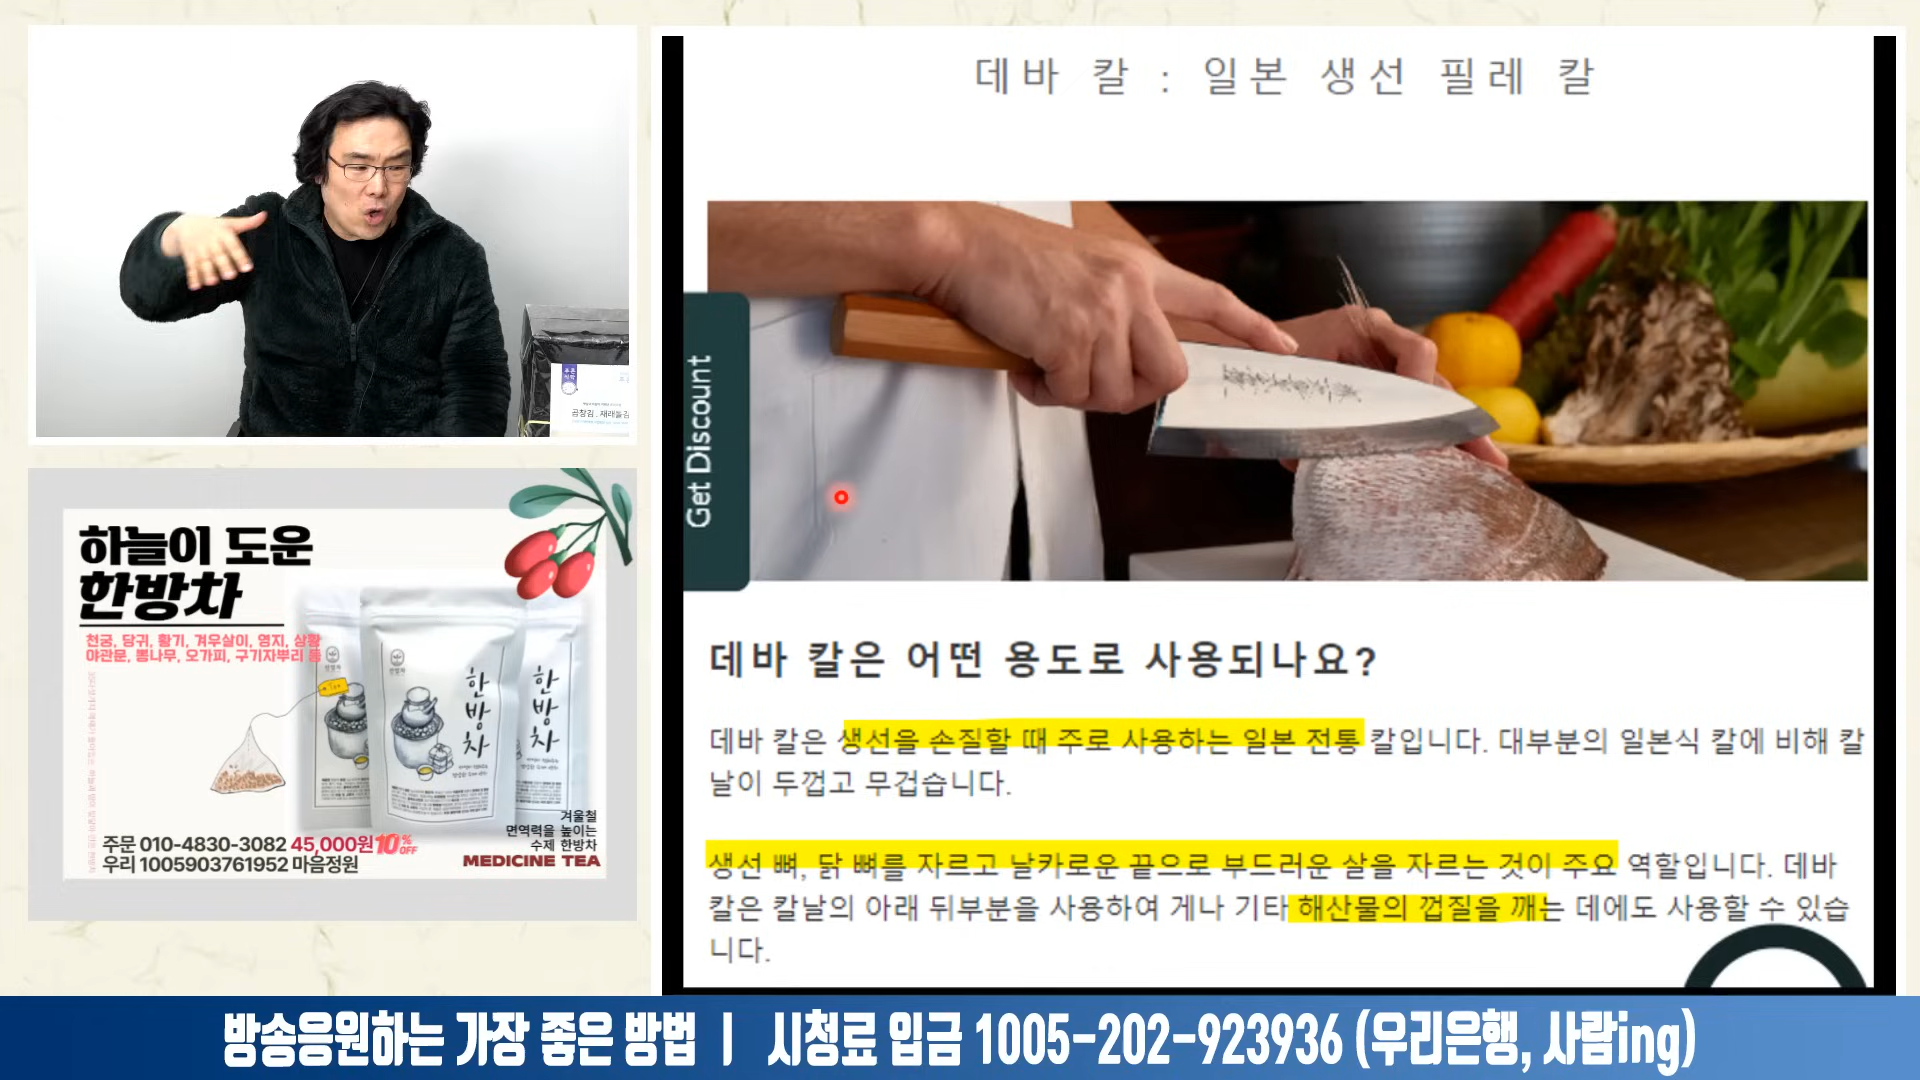 데바 칼 : 일본 생선 필레 칼
Get Discount
데바 칼은 어떤 용도로 사용되나요?
데바 칼은 생선을 손질할 때 주로 사용하는 일본 전통 칼입니다. 대부분의 일본식 칼에 비해 칼
날이 두껍고 무겁습니다.
생선 뼈, 닭 뼈를 자르고 날카로운 끝으로 부드러운 살을 자르는 것이 주요 역할입니다. 데바
칼은 칼날의 아래 뒤부분을 사용하여 게나 기타 해산물의 껍질을 깨는 데에도 사용할 수 있습
니다.
곱창김, 재래돌김
하늘이 도운
한방차
천궁, 당귀, 황기, 겨우살이, 영지, 상황
야관문, 뽕나무, 오가피, 구기자뿌리 등
한방차
한방차
겨울철
면역력을 높이는
수제 한방차
MEDICINE TEA
주문 010-4830-3082 45,000원 10% OFF
우리 1005903761952 마음정원
방송응원하는 가장 좋은 방법 | 시청료 입금 1005-202-923936 (우리은행, 사람ing)